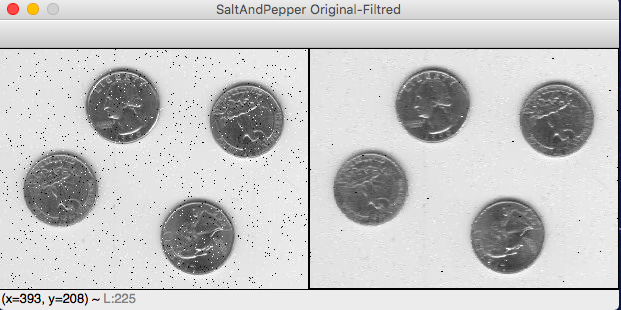 SaltAndPepper Original-Filtred
(x=393, y=208) ~ L:225